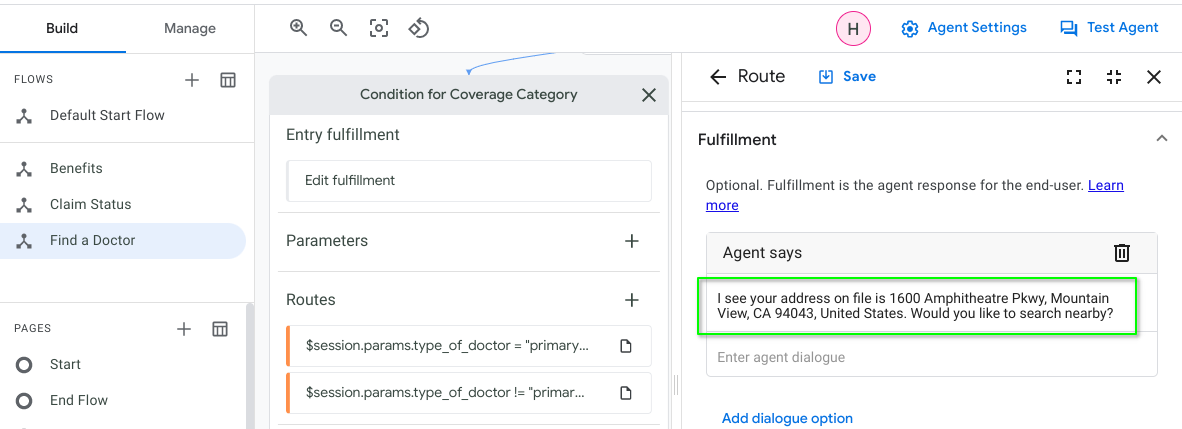 Build
Manage
FLOWS
Default Start Flow
Benefits
Claim Status
Find a Doctor
PAGES
Start
End Flow
H
Agent Settings
Test Agent
Condition for Coverage Category
Entry fulfillment
Edit fulfillment
Parameters
Routes
$session.params.type_of_doctor = "primary...
$session.params.type_of_doctor != "primar...
Route
Save
Fulfillment
Optional. Fulfillment is the agent response for the end-user. Learn
more
Agent says
I see your address on file is 1600 Amphitheatre Pkwy, Mountain
View, CA 94043, United States. Would you like to search nearby?
Enter agent dialogue
Add dialogue option